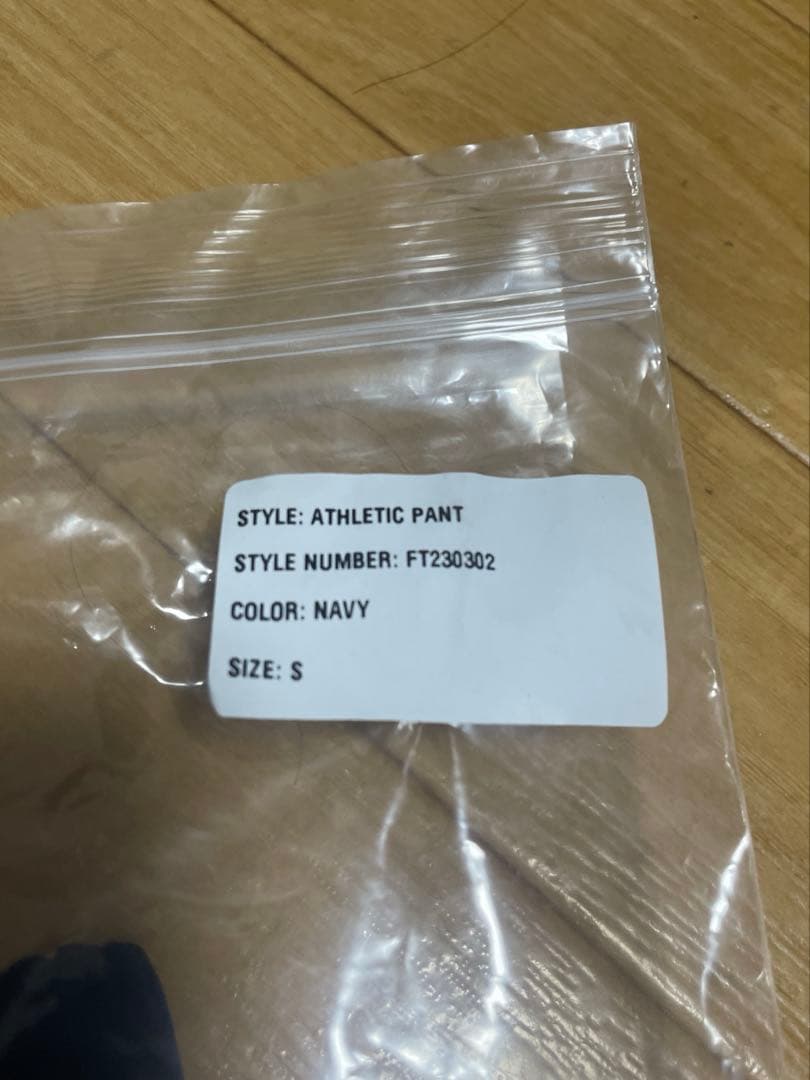 STYLE: ATHLETIC PANT
STYLE NUMBER: FT230302
COLOR: NAVY
SIZE: S